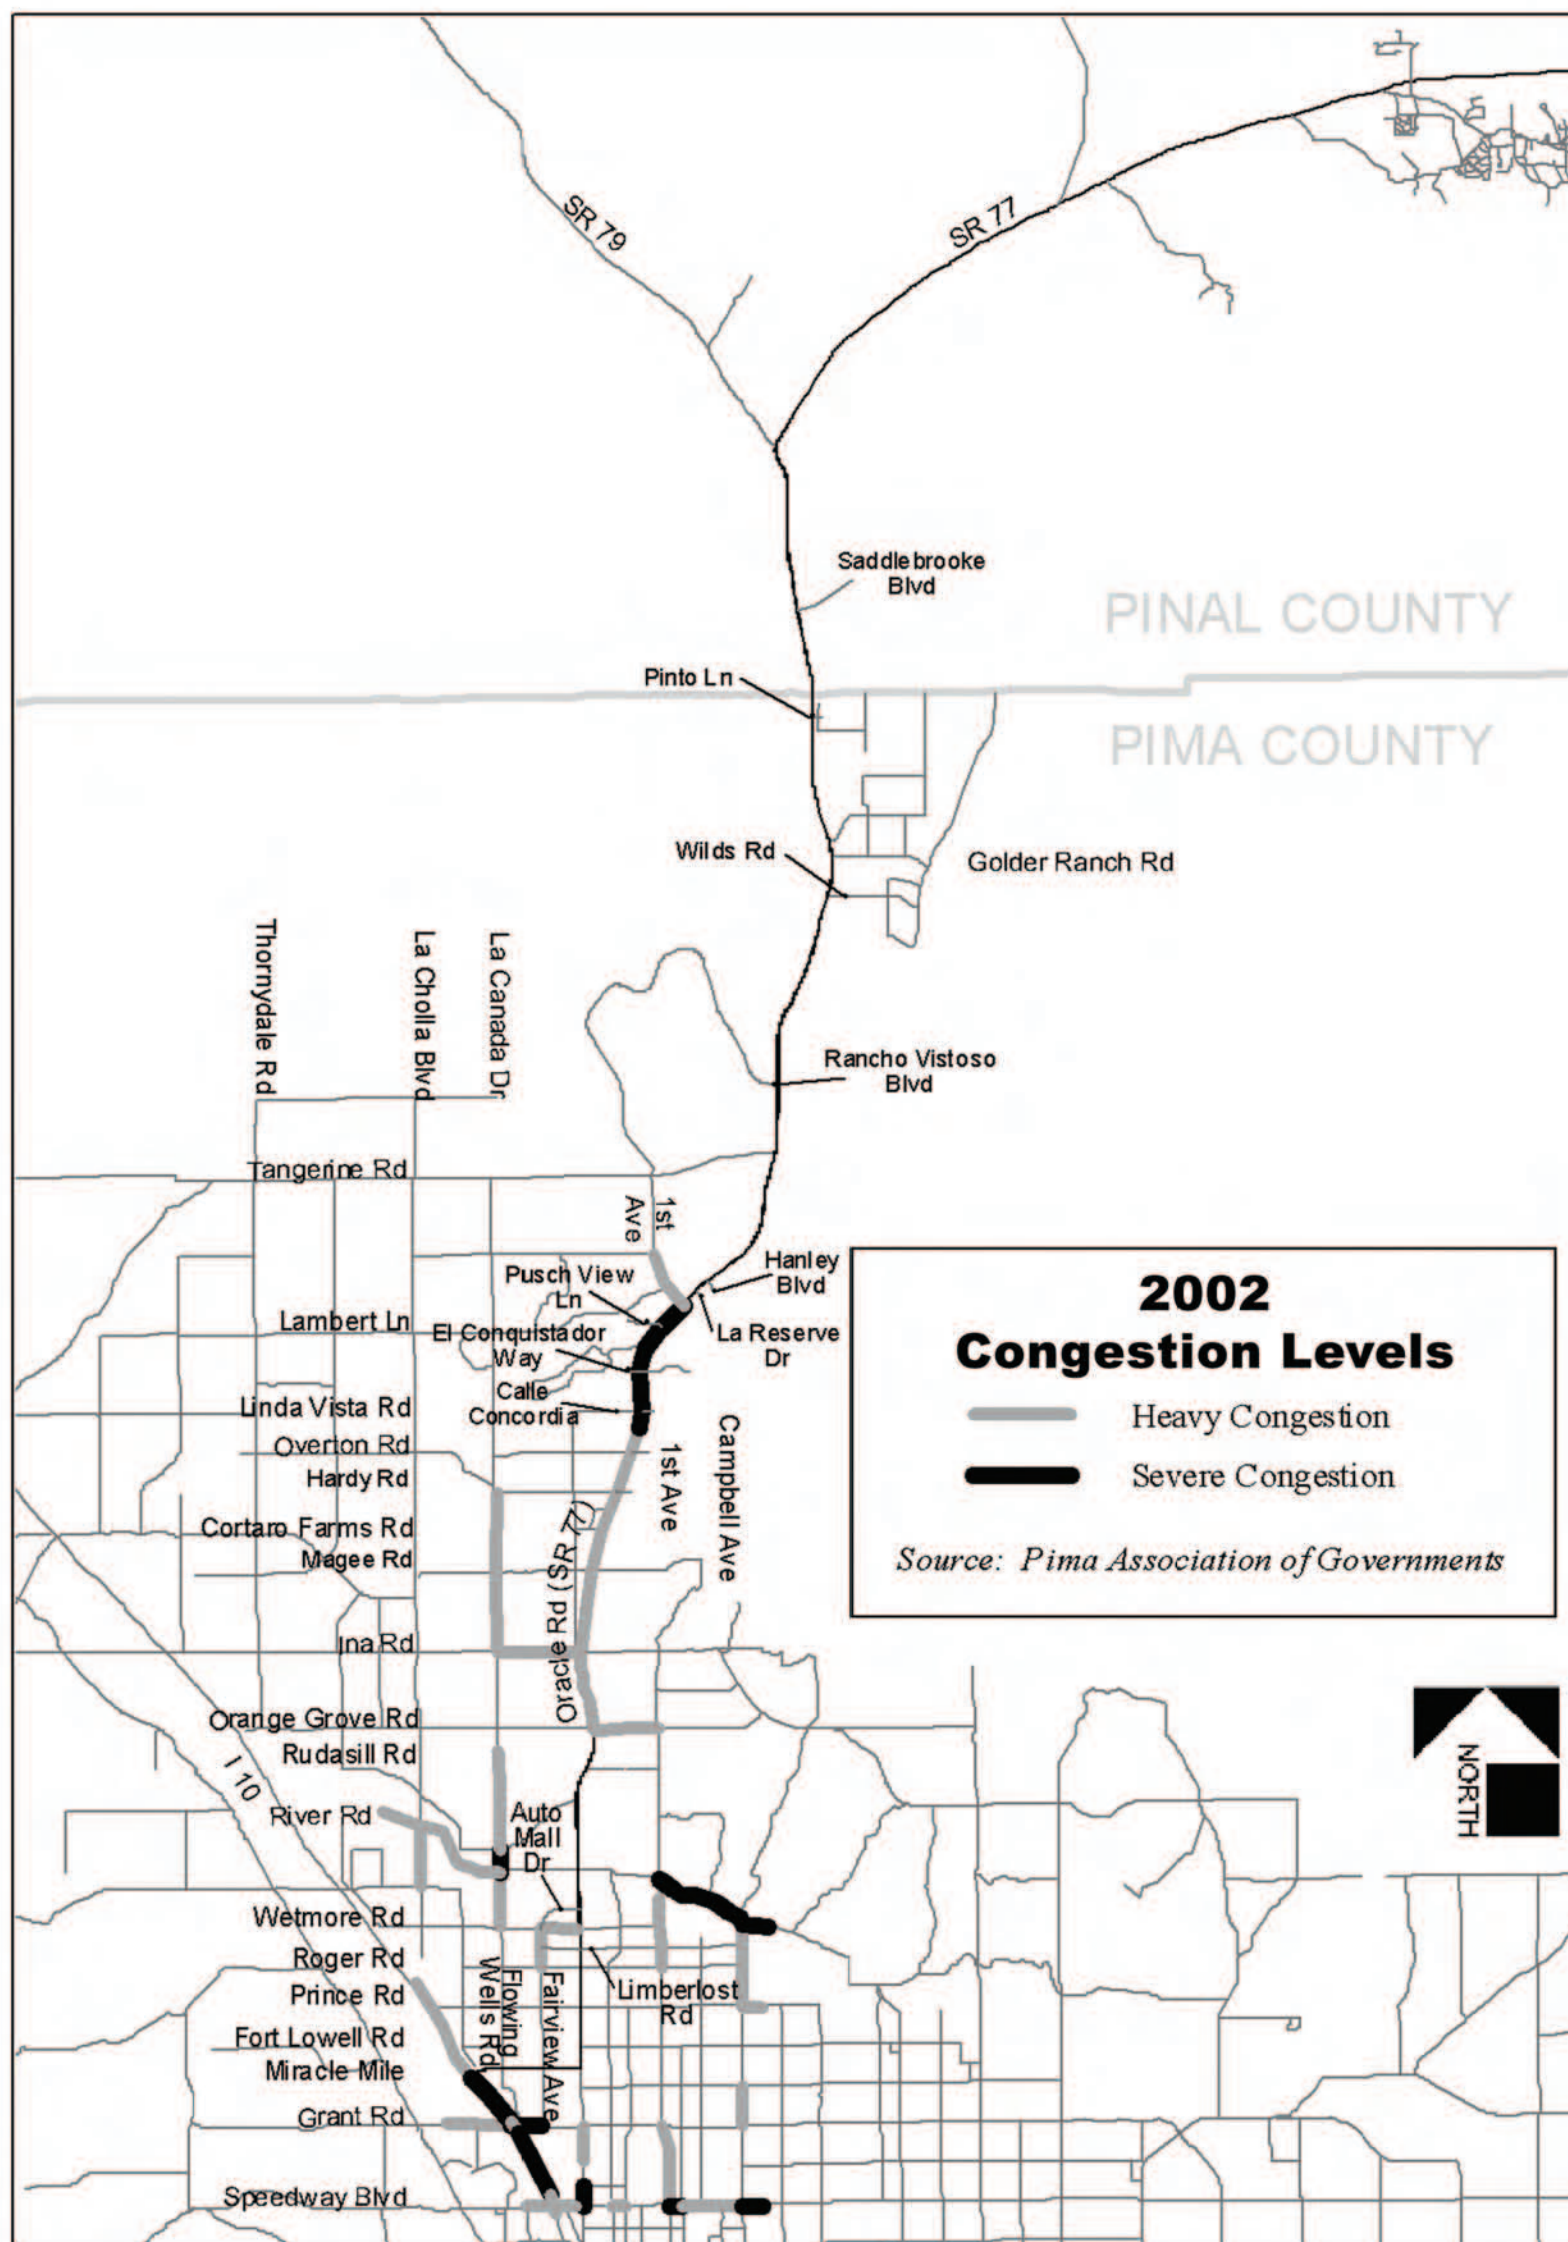 SR 79
SR 77
Saddlebrooke
Blvd
PINAL COUNTY
Pinto Ln
PIMA COUNTY
Wilds Rd
Golder Ranch Rd
Thornydale Rd
La Cholla Blvd
La Canada Dr
Rancho Vistoso
Blvd
Tangerine Rd
1st
Ave
Hanley
Blvd
Pusch View
Ln
Lambert Ln
El Conquistador
Way
La Reserve
Dr
Calle
Concordia
Linda Vista Rd
Overton Rd
Hardy Rd
1st Ave
Campbell Ave
Cortaro Farms Rd
Magee Rd
Oracle Rd (SR 77)
Ina Rd
Orange Grove Rd
Rudasill Rd
I 10
River Rd
Auto
Mall
Dr
Wetmore Rd
Roger Rd
Prince Rd
Flowing
Wells Rd
Fairview Ave
Limberlost
Rd
Fort Lowell Rd
Miracle Mile
Grant Rd
Speedway Blvd
2002
Congestion Levels
Heavy Congestion
Severe Congestion
Source: Pima Association of Governments
NORTH